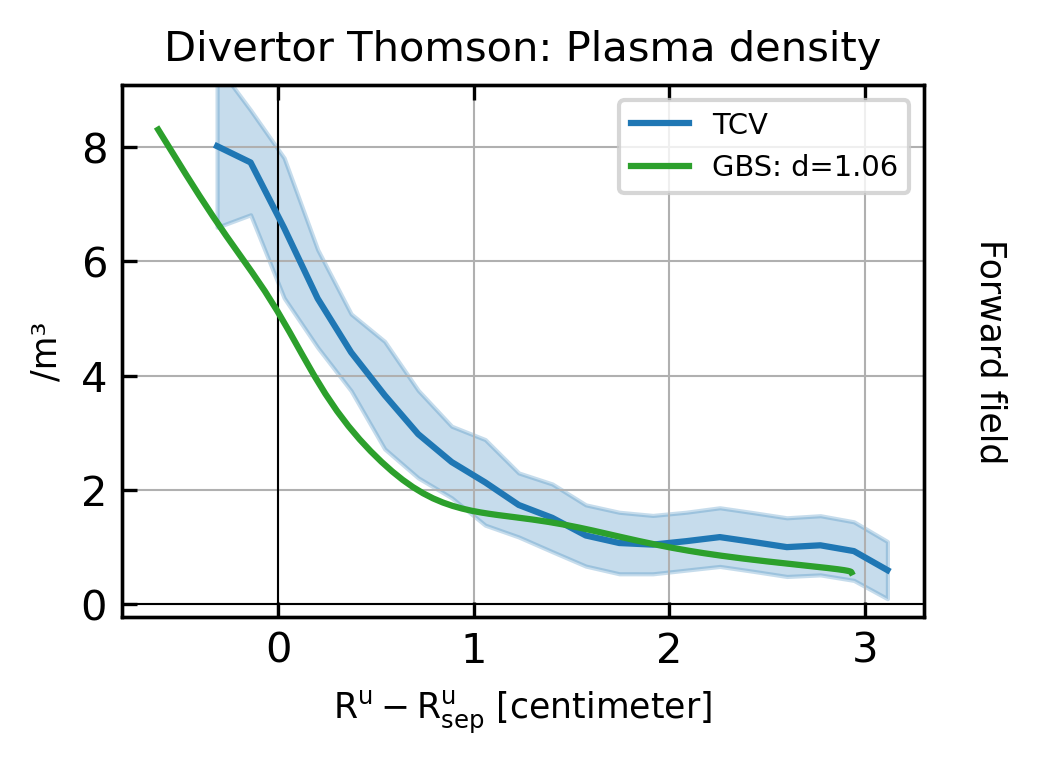 Divertor Thomson: Plasma density
TCV
GBS: d=1.06
8
6
4
2
0
/m³
0 1 2 3
Rᵘ − Rᵘsep [centimeter]
Forward field